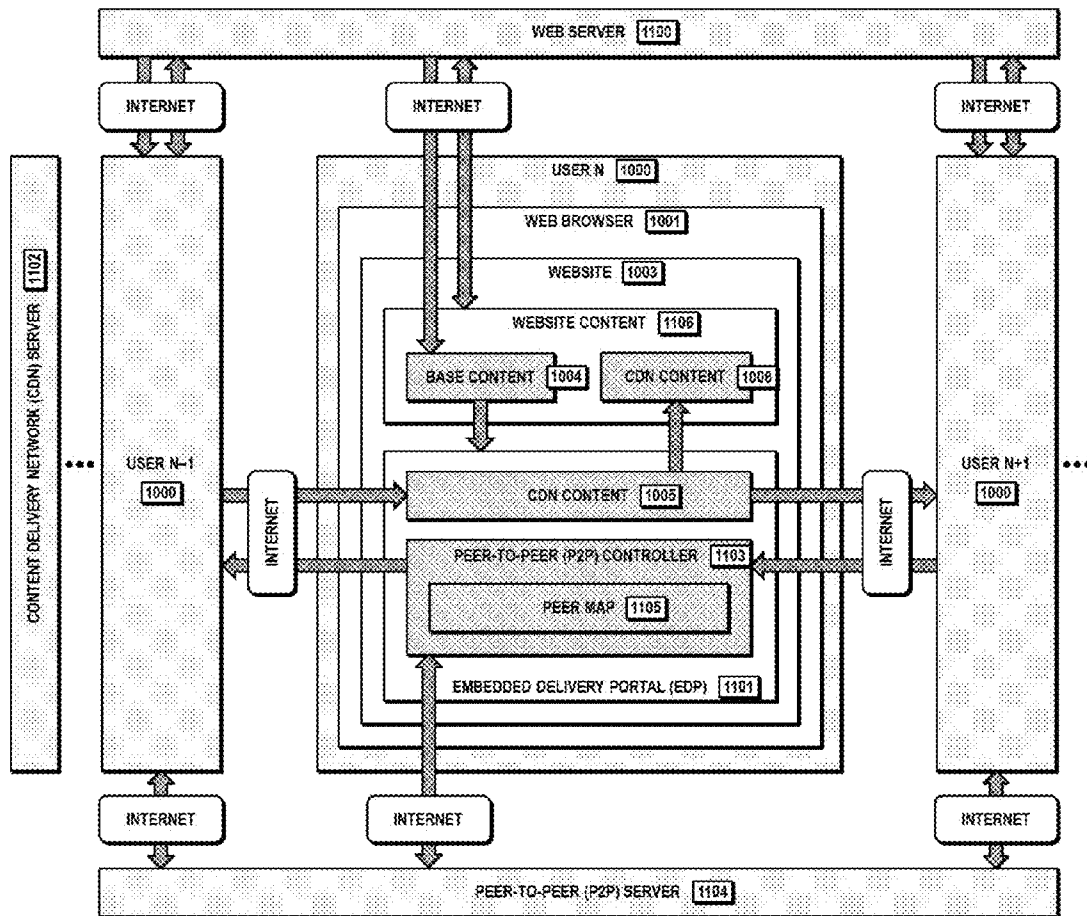 WEB SERVER 1100
INTERNET
INTERNET
INTERNET
CONTENT DELIVERY NETWORK (CDN) SERVER 1102
USER N 1000
WEB BROWSER 1001
WEBSITE 1003
WEBSITE CONTENT 1106
BASE CONTENT 1004
CDN CONTENT 1006
USER N–1
1000
INTERNET
CDN CONTENT 1005
INTERNET
USER N+1
1000
PEER-TO-PEER (P2P) CONTROLLER 1103
PEER MAP 1105
EMBEDDED DELIVERY PORTAL (EDP) 1101
INTERNET
INTERNET
INTERNET
PEER-TO-PEER (P2P) SERVER 1104